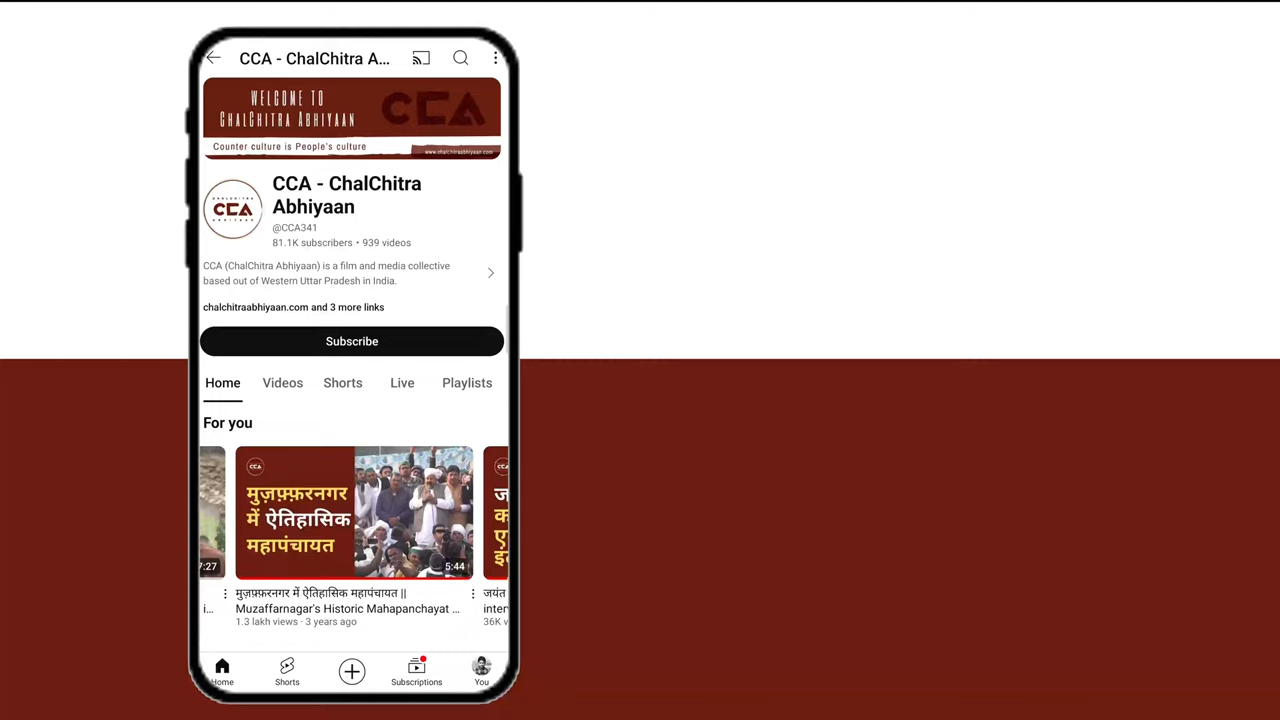 CCA - ChalChitra A...
WELCOME TO
CHALCHITRA ABHIYAAN
CCA
Counter culture is People's culture
www.chalchitraabhiyaan.com
CHALCHITRA
CCA
ABHIYAAN
CCA - ChalChitra
Abhiyaan
@CCA341
81.1K subscribers • 939 videos
CCA (ChalChitra Abhiyaan) is a film and media collective
based out of Western Uttar Pradesh in India.
chalchitraabhiyaan.com and 3 more links
Subscribe
Home Videos Shorts Live Playlists
For you
CCA
मुज़फ़्फ़रनगर
में ऐतिहासिक
महापंचायत
7:27
5:44
i...
मुज़फ़्फ़रनगर में ऐतिहासिक महापंचायत ||
Muzaffarnagar's Historic Mahapanchayat ...
1.3 lakh views · 3 years ago
जयंत
36K
Home Shorts Subscriptions You